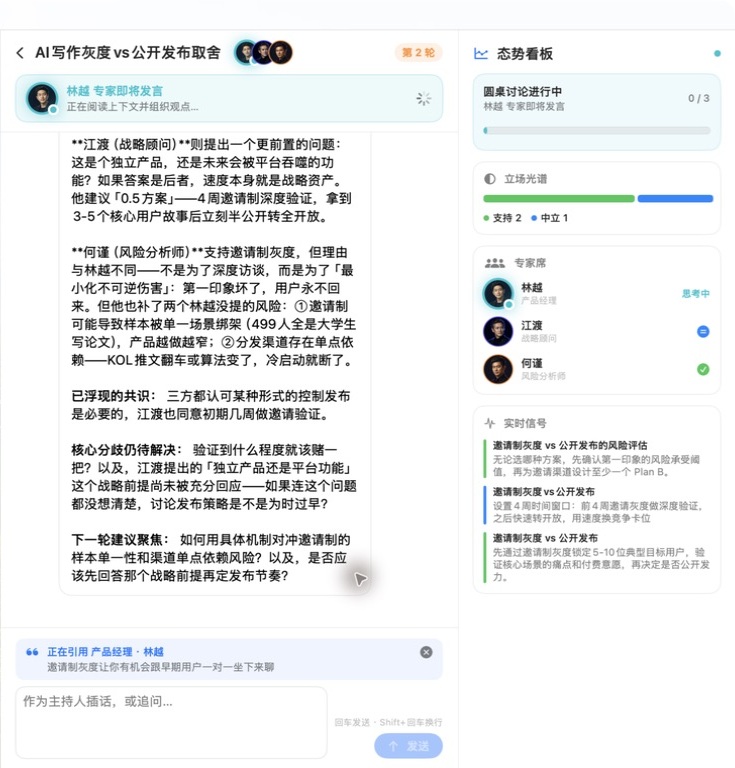 AI写作灰度 vs 公开发布取舍
第 2 轮
林越 专家即将发言
正在阅读上下文并组织观点...
**江渡（战略顾问）**则提出一个更前置的问题：
这是个独立产品，还是未来会被平台吞噬的功
能？如果答案是后者，速度本身就是战略资产。
他建议「0.5方案」——4周邀请制深度验证，拿到
3-5个核心用户故事后立刻半公开转全开放。
**何谨（风险分析师）**支持邀请制灰度，但理由
与林越不同——不是为了深度访谈，而是为了「最
小化不可逆伤害」：第一印象坏了，用户永不回
来。但他也补了两个林越没提的风险：①邀请制
可能导致样本被单一场景绑架（499人全是大学生
写论文），产品越做越窄；②分发渠道存在单点依
赖——KOL推文翻车或算法变了，冷启动就断了。
已浮现的共识： 三方都认可某种形式的控制发布
是必要的，江渡也同意初期几周做邀请验证。
核心分歧仍待解决： 验证到什么程度就该赌一
把？以及，江渡提出的「独立产品还是平台功能」
这个战略前提尚未被充分回应——如果连这个问题
都没想清楚，讨论发布策略是不是为时过早？
下一轮建议聚焦： 如何用具体机制对冲邀请制的
样本单一性和渠道单点依赖风险？以及，是否应
该先回答那个战略前提再定发布节奏？
正在引用 产品经理 · 林越
邀请制灰度让你有机会跟早期用户一对一坐下来聊
作为主持人插话，或追问...
回车发送 · Shift+回车换行
发送
态势看板
圆桌讨论进行中
林越 专家即将发言
0 / 3
立场光谱
支持 2 中立 1
专家席
林越
产品经理
思考中
江渡
战略顾问
何谨
风险分析师
实时信号
邀请制灰度 vs 公开发布的风险评估
无论选哪种方案，先确认第一印象的风险承受阈
值，再为邀请渠道设计至少一个 Plan B。
邀请制灰度 vs 公开发布
设置4周时间窗口：前4周邀请灰度做深度验证，
之后快速转开放，用速度换竞争卡位
邀请制灰度 vs 公开发布
先通过邀请制灰度锁定5-10位典型目标用户，验
证核心场景的痛点和付费意愿，再决定是否公开发
力。